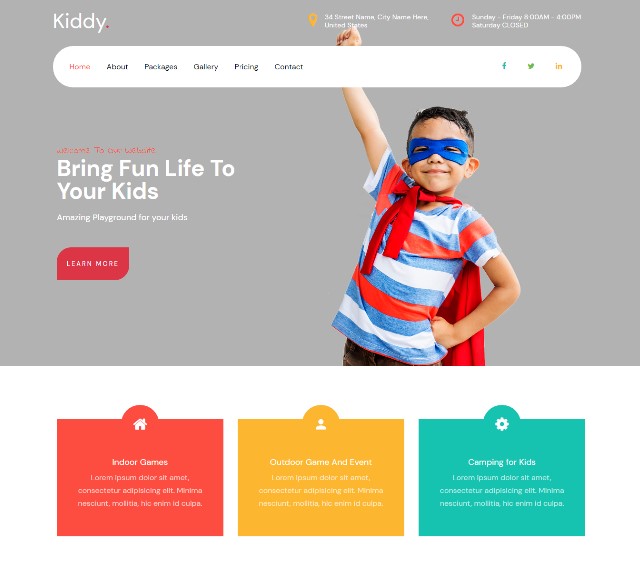 Kiddy.
34 Street Name, City Name Here,
United States
Sunday - Friday 8:00AM - 4:00PM
Saturday CLOSED
Home About Packages Gallery Pricing Contact
Welcome To Our Website
Bring Fun Life To
Your Kids
Amazing Playground for your kids
LEARN MORE
Indoor Games
Lorem ipsum dolor sit amet,
consectetur adipisicing elit. Minima
nesciunt, mollitia, hic enim id culpa.
Outdoor Game And Event
Lorem ipsum dolor sit amet,
consectetur adipisicing elit. Minima
nesciunt, mollitia, hic enim id culpa.
Camping for Kids
Lorem ipsum dolor sit amet,
consectetur adipisicing elit. Minima
nesciunt, mollitia, hic enim id culpa.